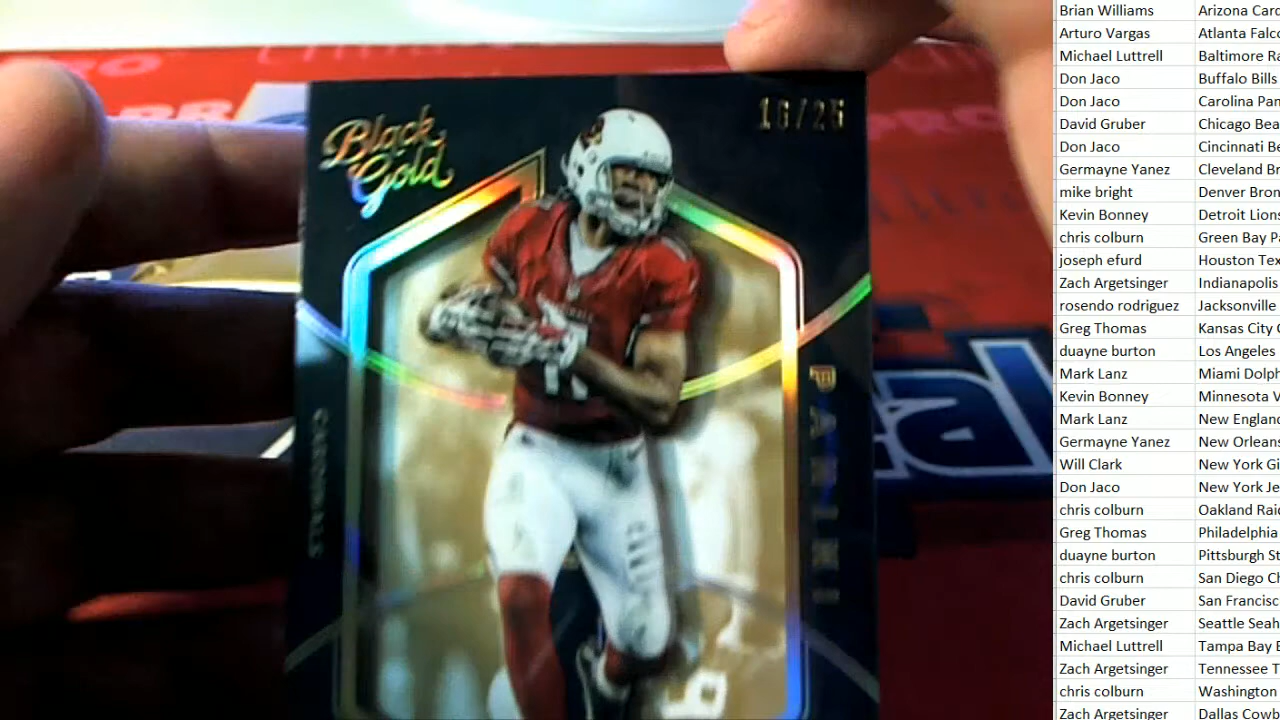 Black
Gold
16/25
PANINI
CARDINALS
PRO
Brian Williams Arizona Card
Arturo Vargas Atlanta Falco
Michael Luttrell Baltimore Ra
Don Jaco Buffalo Bills
Don Jaco Carolina Pan
David Gruber Chicago Bea
Don Jaco Cincinnati Be
Germayne Yanez Cleveland Br
mike bright Denver Bron
Kevin Bonney Detroit Lion
chris colburn Green Bay Pa
joseph efurd Houston Tex
Zach Argetsinger Indianapolis
rosendo rodriguez Jacksonville
Greg Thomas Kansas City C
duayne burton Los Angeles
Mark Lanz Miami Dolph
Kevin Bonney Minnesota V
Mark Lanz New England
Germayne Yanez New Orleans
Will Clark New York Gi
Don Jaco New York Je
chris colburn Oakland Raid
Greg Thomas Philadelphia
duayne burton Pittsburgh St
chris colburn San Diego Ch
David Gruber San Francisc
Zach Argetsinger Seattle Seah
Michael Luttrell Tampa Bay B
Zach Argetsinger Tennessee T
chris colburn Washington
Zach Argetsinger Dallas Cowb